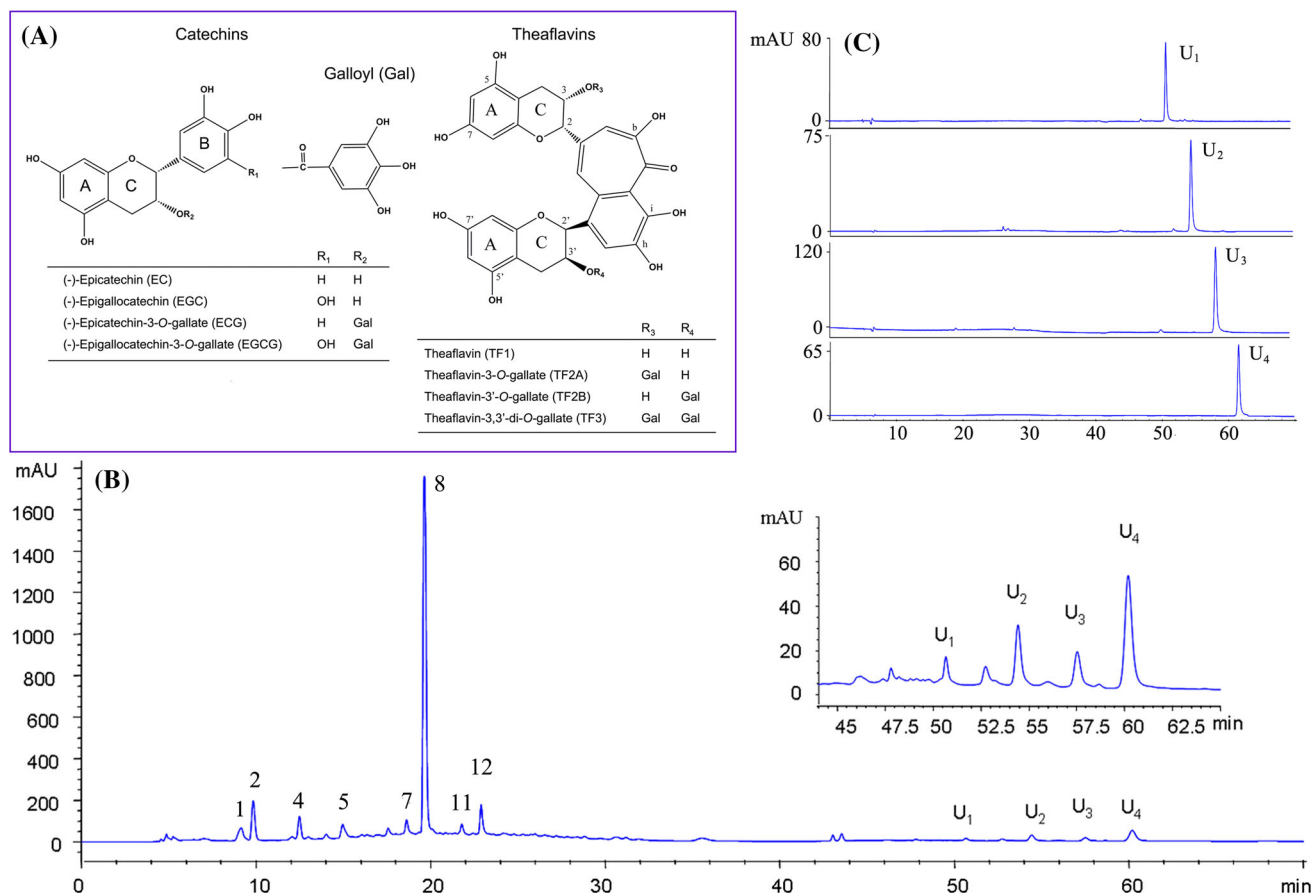 (A)
Catechins
Theaflavins
Galloyl (Gal)
OH
OH
B
R₁
HO
O
A
C
OR₂
OH
O
OH
OH
OH
OH
5
3
OR₃
A
C
HO
7
O
2
b
OH
O
i
OH
h
OH
HO
7'
O
2'
A
C
3'
5'
OR₄
OH
R₁ R₂
(-)-Epicatechin (EC) H H
(-)-Epigallocatechin (EGC) OH H
(-)-Epicatechin-3-O-gallate (ECG) H Gal
(-)-Epigallocatechin-3-O-gallate (EGCG) OH Gal
R₃ R₄
Theaflavin (TF1) H H
Theaflavin-3-O-gallate (TF2A) Gal H
Theaflavin-3'-O-gallate (TF2B) H Gal
Theaflavin-3,3'-di-O-gallate (TF3) Gal Gal
(C)
mAU 80
U₁
0
75
U₂
0
120
U₃
0
65
U₄
0
10 20 30 40 50 60
(B)
mAU
1600
1400
1200
1000
800
600
400
200
0
1
2
4
5
7
8
11
12
U₁
U₂
U₃
U₄
0 10 20 30 40 50 60 min
mAU
60
40
20
0
U₁
U₂
U₃
U₄
45 47.5 50 52.5 55 57.5 60 62.5 min